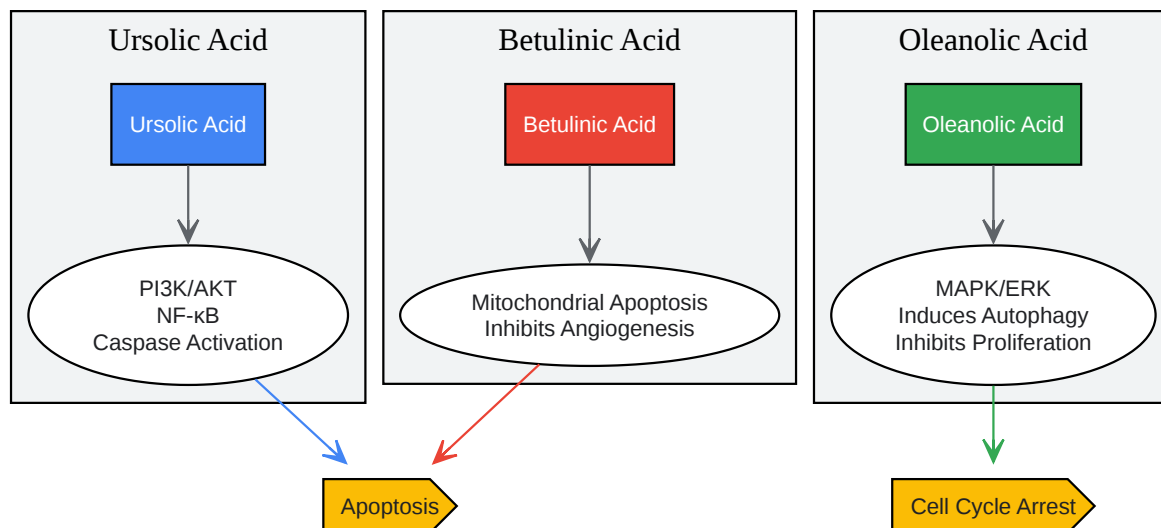 Ursolic Acid
Ursolic Acid
PI3K/AKT
NF-κB
Caspase Activation
Betulinic Acid
Betulinic Acid
Mitochondrial Apoptosis
Inhibits Angiogenesis
Oleanolic Acid
Oleanolic Acid
MAPK/ERK
Induces Autophagy
Inhibits Proliferation
Apoptosis
Cell Cycle Arrest